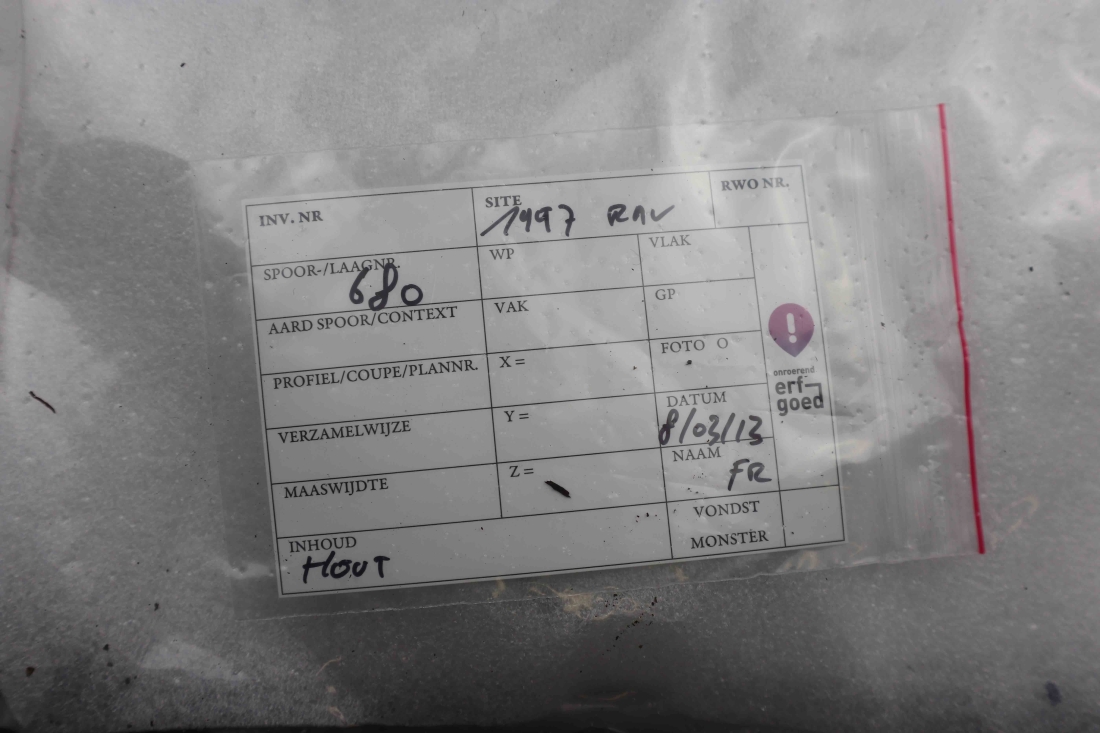 INV. NR
SITE
RWO NR.
1997 RAV
SPOOR-/LAAGNR.
680
WP
VLAK
AARD SPOOR/CONTEXT
VAK
GP
PROFIEL/COUPE/PLANNR.
X =
FOTO O
VERZAMELWIJZE
Y =
DATUM
8/03/13
MAASWIJDTE
Z =
NAAM
FR
INHOUD
HOUT
VONDST
MONSTER
onroerend
erf-
goed